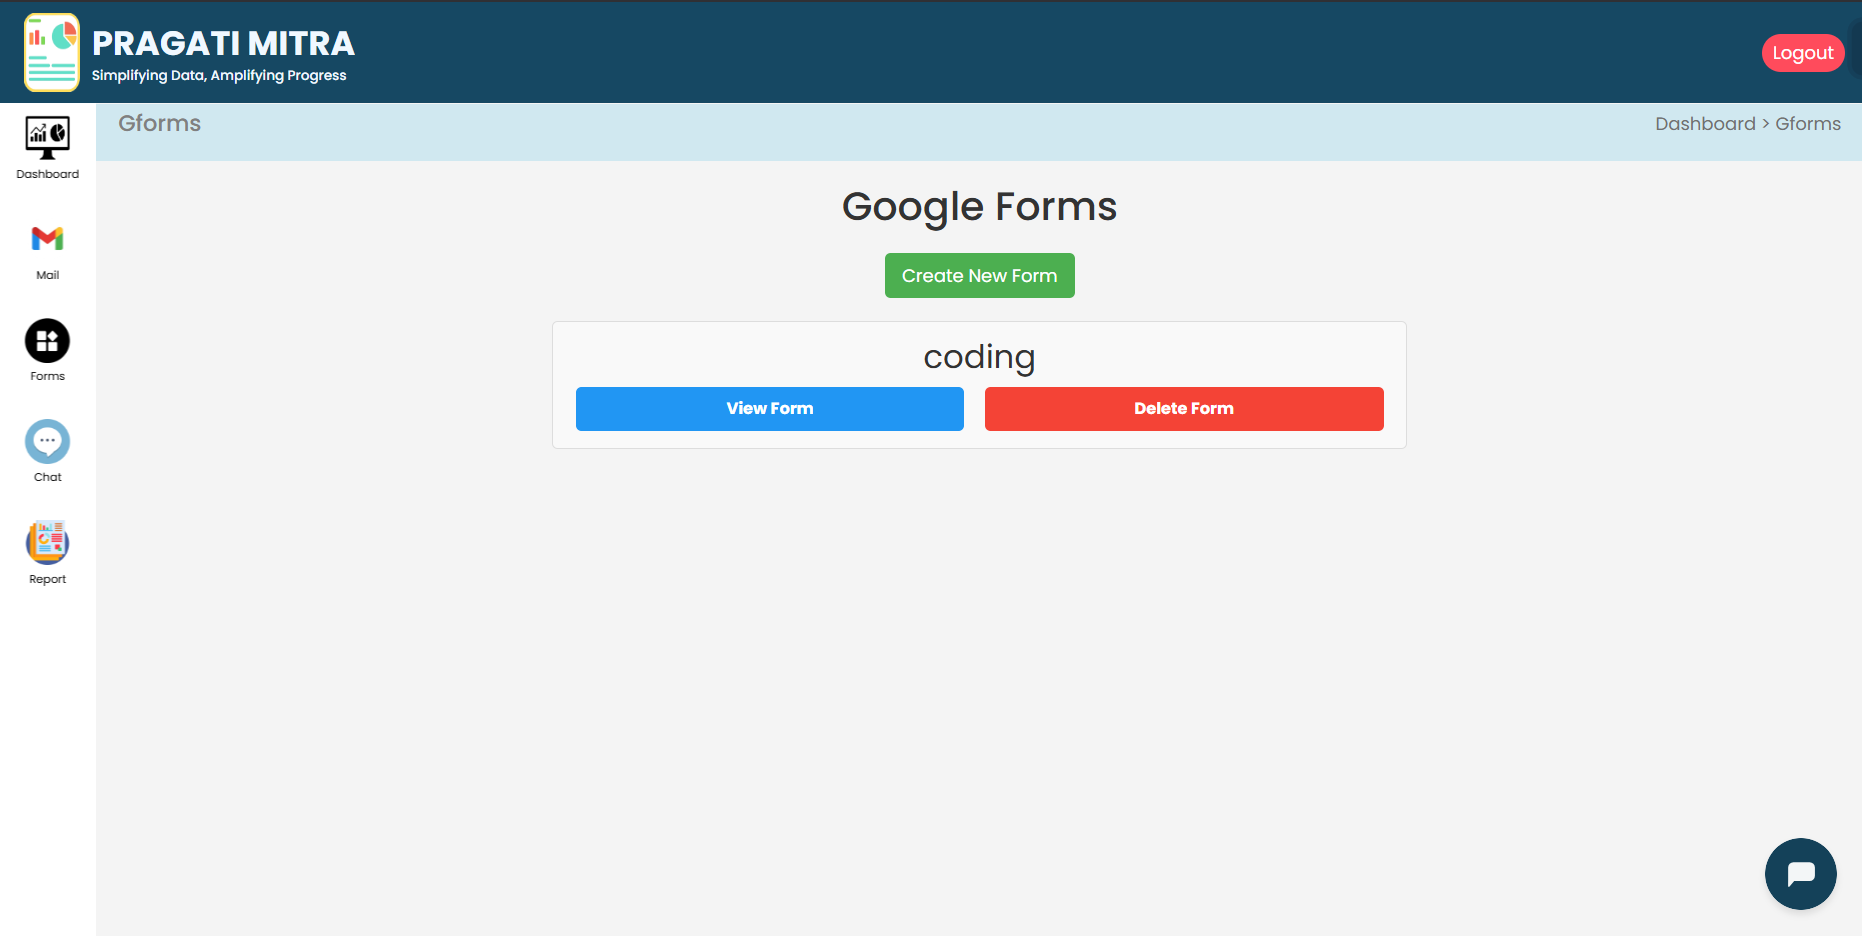 PRAGATI MITRA
Simplifying Data, Amplifying Progress
Logout
Gforms
Dashboard > Gforms
Dashboard
Mail
Forms
Chat
Report
Google Forms
Create New Form
coding
View Form
Delete Form